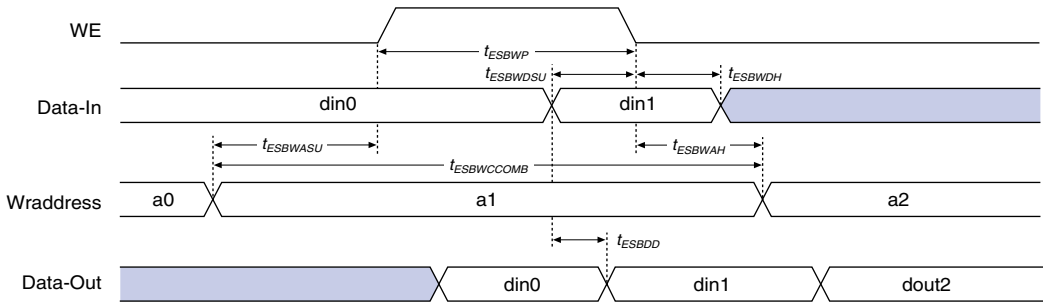 WE
tESBWP
tESBWDSU
tESBWDH
Data-In
din0
din1
tESBWASU
tESBWAH
tESBWCCOMB
Wraddress
a0
a1
a2
tESBDD
Data-Out
din0
din1
dout2